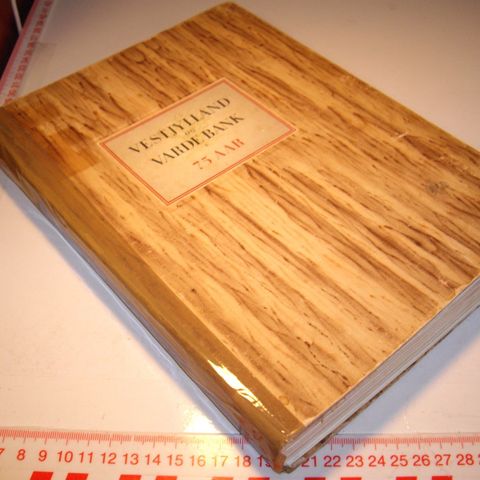 VESTJYLLAND
og
VARDE BANK
75 AAR
7 8 9 10 11 12 13 14 15 16 17 18 19 20 21 22 23 24 25 26 27 28